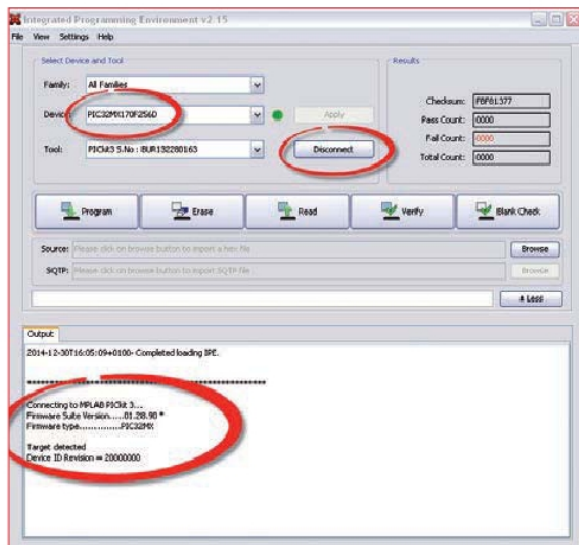 Integrated Programming Environment v2.15
File View Settings Help
Select Device and Tool
Results
Family: All Families
Device: PIC32MX170F256D
Apply
Tool: PICkit3 S.No : BUR132280163
Disconnect
Checksum: FBF81377
Pass Count: 0000
Fail Count: 0000
Total Count: 0000
Program Erase Read Verify Blank Check
Source: Please click on browse button to import a hex file
Browse
SQTP: Please click on browse button to import SQTP file
Browse
Less
Output
2014-12-30T16:05:09+0100- Completed loading IPE.
Connecting to MPLAB PICkit 3...
Firmware Suite Version.....01.28.90 *
Firmware type..............PIC32MX
Target detected
Device ID Revision = 20000000